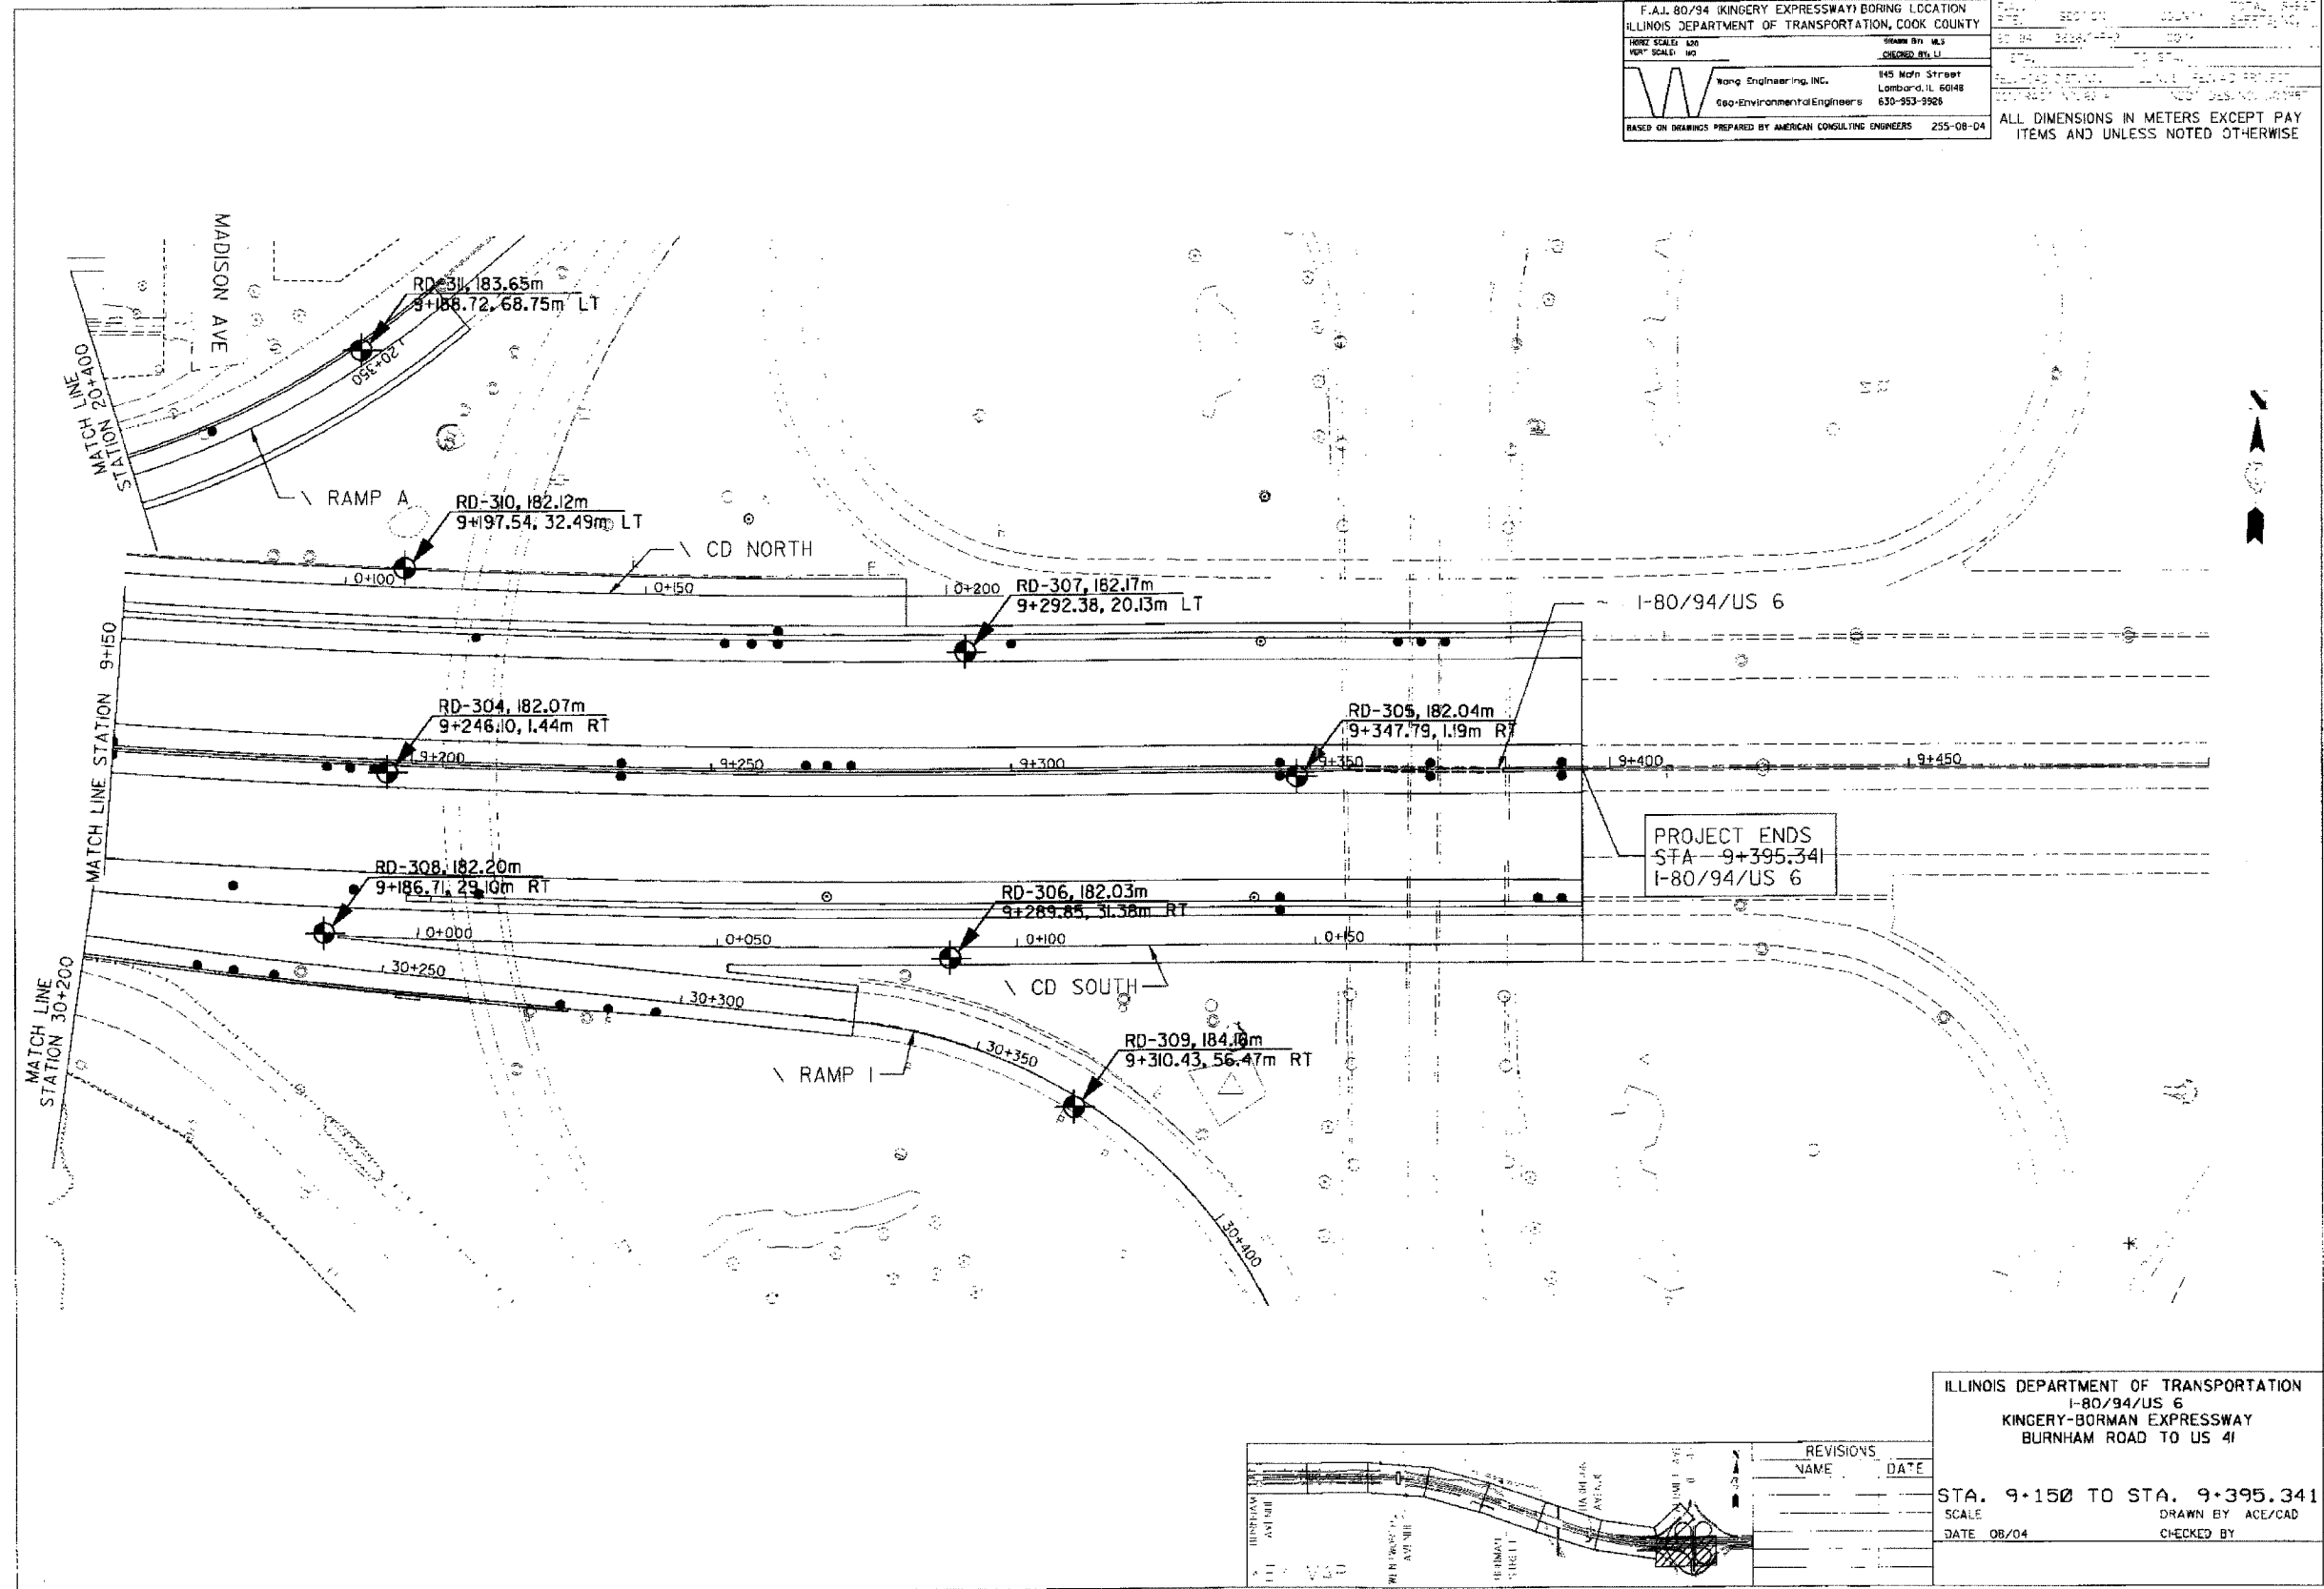 F.A.I. 80/94 (KINGERY EXPRESSWAY) BORING LOCATION
ILLINOIS DEPARTMENT OF TRANSPORTATION, COOK COUNTY
HORZ SCALE:
VERT SCALE:
DRAWN BY: MLS
CHECKED BY: LI
Wang Engineering, INC.
Geo-Environmental Engineers
1145 Main Street
Lombard, IL 60148
630-953-9928
BASED ON DRAWINGS PREPARED BY AMERICAN CONSULTING ENGINEERS 255-08-04
ALL DIMENSIONS IN METERS EXCEPT PAY
ITEMS AND UNLESS NOTED OTHERWISE
MADISON AVE
RD-311, 183.65m
9+188.72, 68.75m LT
20+350
MATCH LINE
STATION 20+400
\ RAMP A
RD-310, 182.12m
9+197.54, 32.49m LT
\ CD NORTH
0+100
0+150
0+200
RD-307, 182.17m
9+292.38, 20.13m LT
~ I-80/94/US 6
MATCH LINE STATION 9+150
RD-304, 182.07m
9+246.10, 1.44m RT
RD-305, 182.04m
9+347.79, 1.19m RT
9+200
9+250
9+300
9+350
9+400
9+450
PROJECT ENDS
STA 9+395.341
I-80/94/US 6
RD-308, 182.20m
9+186.71, 29.10m RT
RD-306, 182.03m
9+289.85, 31.38m RT
0+000
0+050
0+100
0+150
30+250
30+300
\ CD SOUTH
MATCH LINE
STATION 30+200
RD-309, 184.16m
9+310.43, 56.47m RT
30+350
\ RAMP I
30+400
ILLINOIS DEPARTMENT OF TRANSPORTATION
I-80/94/US 6
KINGERY-BORMAN EXPRESSWAY
BURNHAM ROAD TO US 41
REVISIONS
NAME DATE
STA. 9+150 TO STA. 9+395.341
SCALE DRAWN BY ACE/CAD
DATE 08/04 CHECKED BY